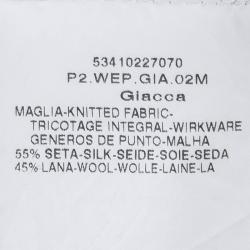 53410227070
P2.WEP.GIA.02M
Giacca
MAGLIA-KNITTED FABRIC-
TRICOTAGE INTEGRAL-WIRKWARE
GENEROS DE PUNTO-MALHA
55% SETA-SILK-SEIDE-SOIE-SEDA
45% LANA-WOOL-WOLLE-LAINE-LA